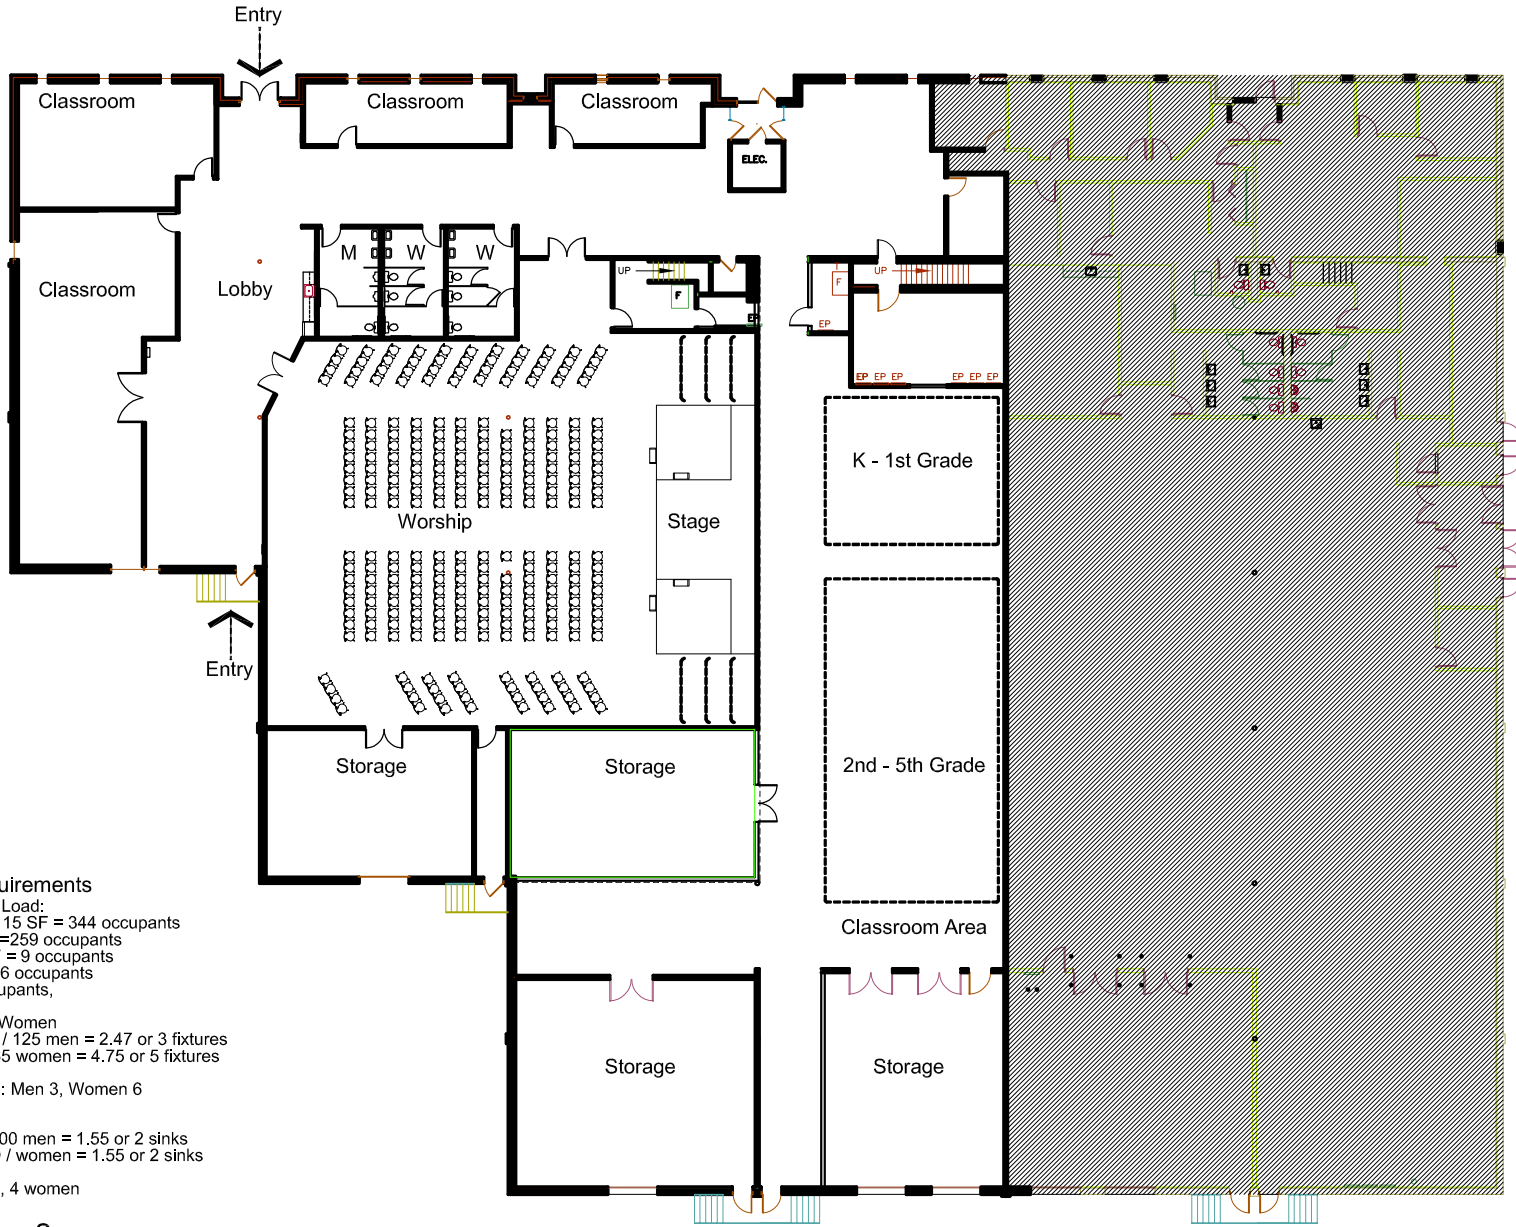 Entry
Classroom
Classroom
Classroom
ELEC.
M
W
W
UP
UP
Classroom
Lobby
F
F
EP
EP
EP EP EP
EP EP EP
K - 1st Grade
Worship
Stage
Entry
Storage
Storage
2nd - 5th Grade
Classroom Area
uirements
Load:
15 SF = 344 occupants
=259 occupants
= 9 occupants
6 occupants
upants,
Women
/ 125 men = 2.47 or 3 fixtures
5 women = 4.75 or 5 fixtures
: Men 3, Women 6
00 men = 1.55 or 2 sinks
/ women = 1.55 or 2 sinks
, 4 women
Storage
Storage